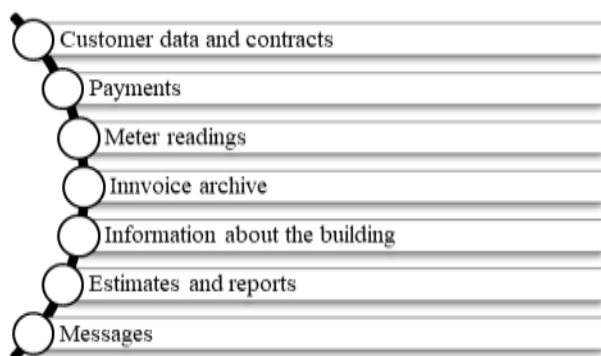 Customer data and contracts
Payments
Meter readings
Innvoice archive
Information about the building
Estimates and reports
Messages